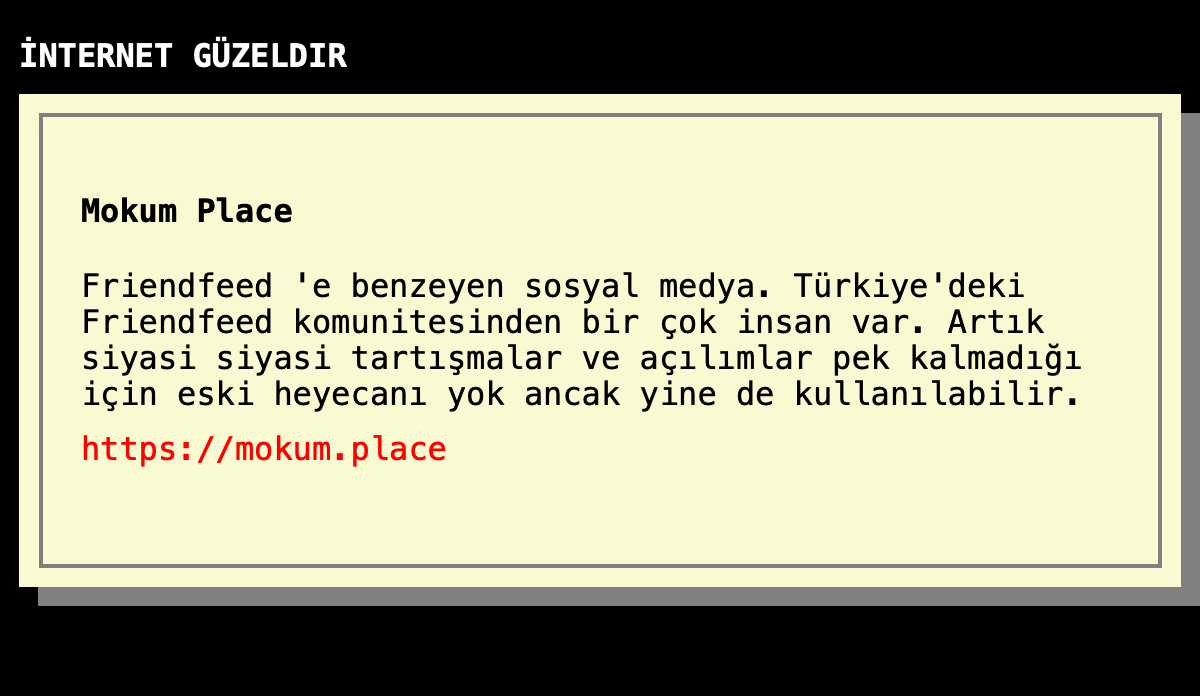 İNTERNET GÜZELDIR
Mokum Place
Friendfeed 'e benzeyen sosyal medya. Türkiye'deki
Friendfeed komunitesinden bir çok insan var. Artık
siyasi siyasi tartışmalar ve açılımlar pek kalmadığı
için eski heyecanı yok ancak yine de kullanılabilir.
https://mokum.place